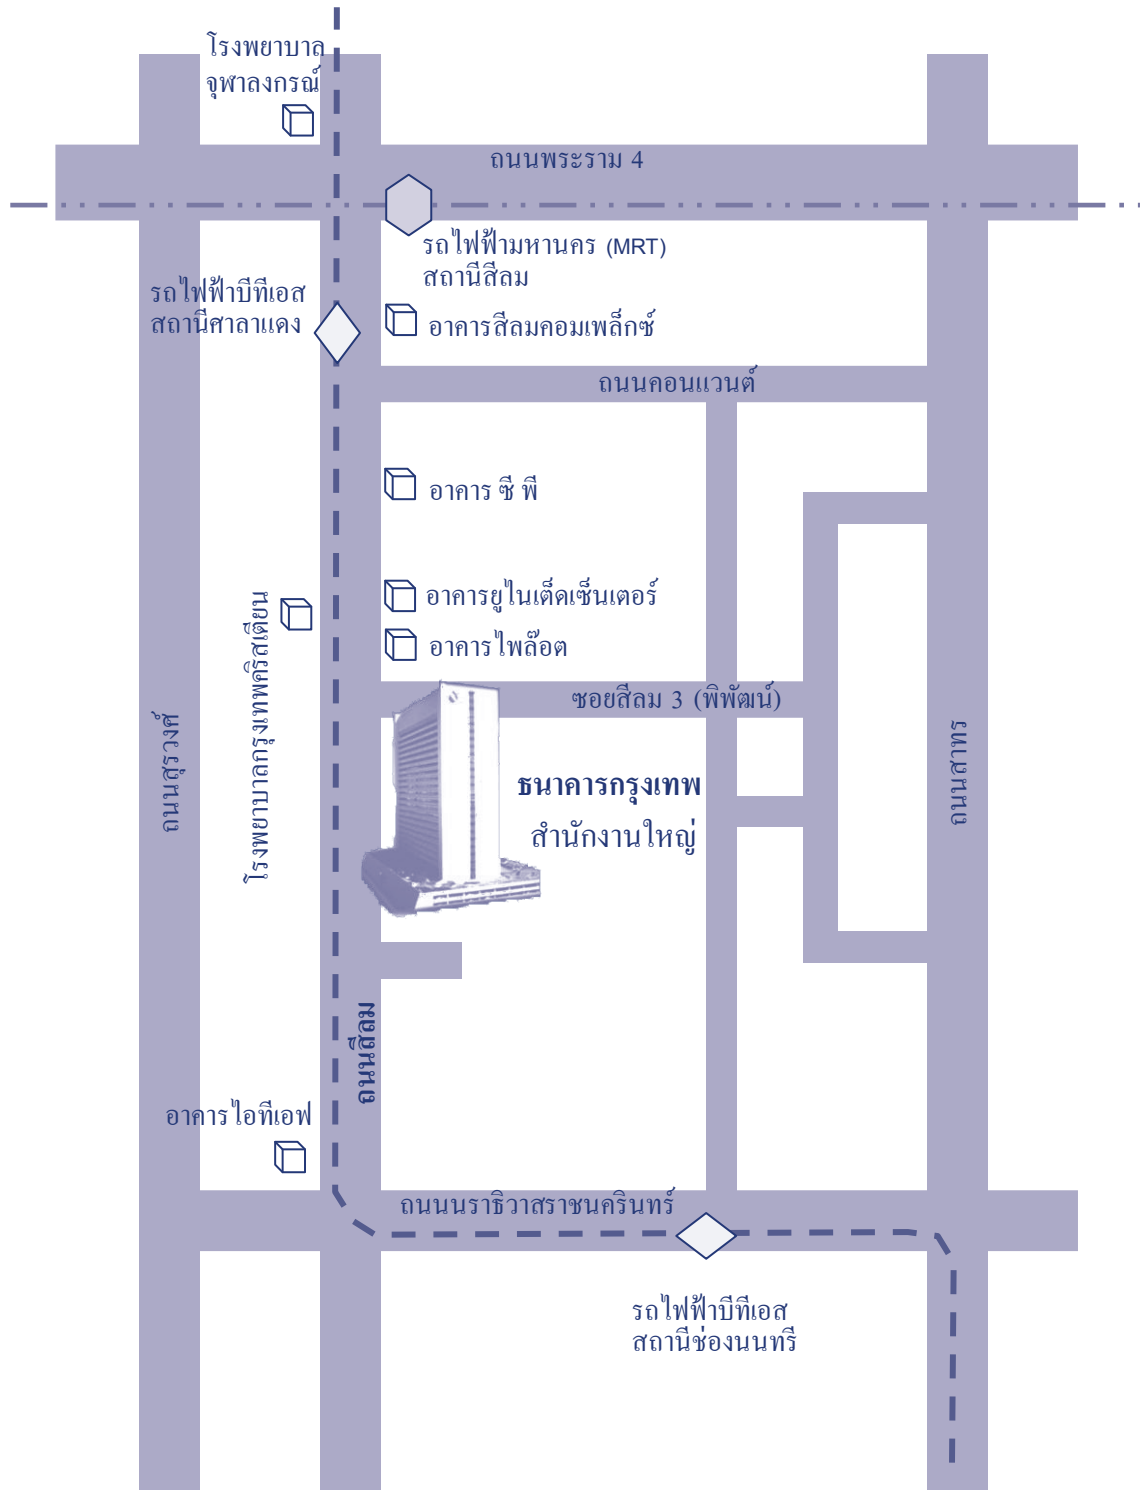 โรงพยาบาล
จุฬาลงกรณ์
ถนนพระราม 4
รถไฟฟ้ามหานคร (MRT)
สถานีสีลม
รถไฟฟ้าบีทีเอส
สถานีศาลาแดง
อาคารสีลมคอมเพล็กซ์
ถนนคอนแวนต์
อาคาร ซี พี
อาคารยูไนเต็ดเซ็นเตอร์
โรงพยาบาลกรุงเทพคริสเตียน
อาคารไพล๊อต
ซอยสีลม 3 (พิพัฒน์)
ถนนสุรวงศ์
ถนนสาทร
ธนาคารกรุงเทพ
สำนักงานใหญ่
ถนนสีลม
อาคารไอทีเอฟ
ถนนนราธิวาสราชนครินทร์
รถไฟฟ้าบีทีเอส
สถานีช่องนนทรี